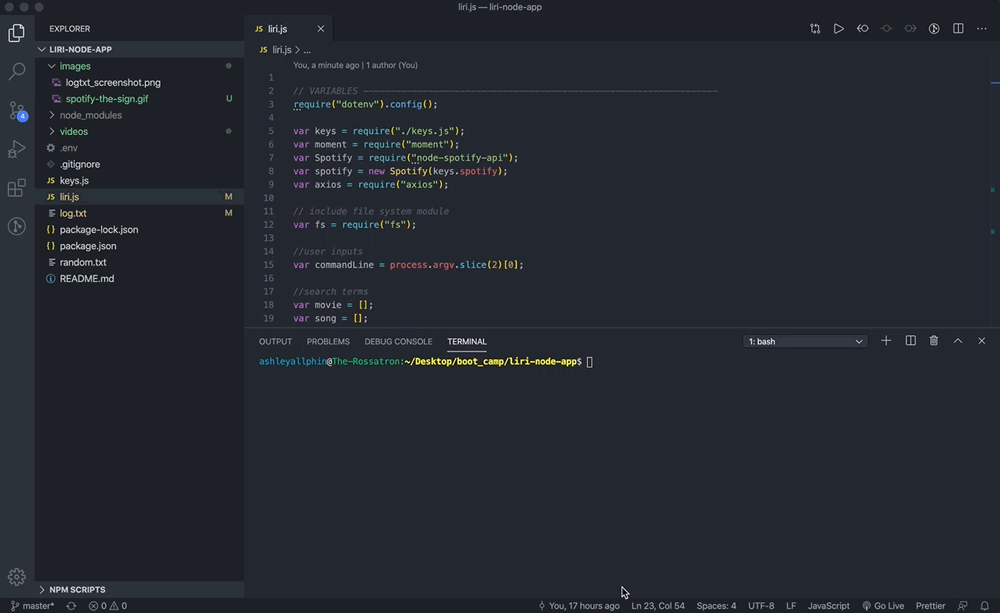 liri.js — liri-node-app
EXPLORER
LIRI-NODE-APP
images
logtxt_screenshot.png
spotify-the-sign.gif U
node_modules
videos
.env
.gitignore
JS keys.js
JS liri.js M
log.txt M
{} package-lock.json
{} package.json
random.txt
README.md
NPM SCRIPTS
4
JS liri.js
JS liri.js > ...
You, a minute ago | 1 author (You)
1
2 // VARIABLES
3 require("dotenv").config();
4
5 var keys = require("./keys.js");
6 var moment = require("moment");
7 var Spotify = require("node-spotify-api");
8 var spotify = new Spotify(keys.spotify);
9 var axios = require("axios");
10
11 // include file system module
12 var fs = require("fs");
13
14 //user inputs
15 var commandLine = process.argv.slice(2)[0];
16
17 //search terms
18 var movie = [];
19 var song = [];
OUTPUT PROBLEMS DEBUG CONSOLE TERMINAL 1: bash
ashleyallphin@The-Rossatron:~/Desktop/boot_camp/liri-node-app$
master* 0 0 You, 17 hours ago Ln 23, Col 54 Spaces: 4 UTF-8 LF JavaScript Go Live Prettier